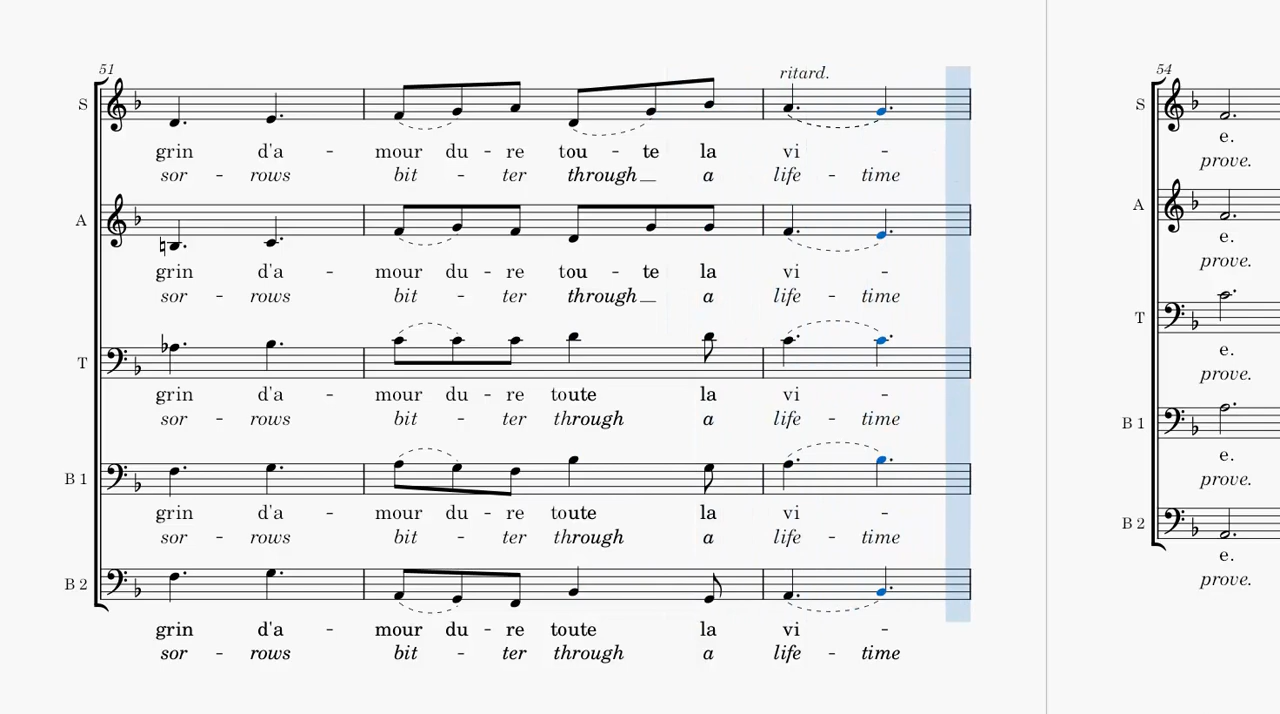 51
ritard.
S
grin d'a - mour du - re tou - te la vi -
sor - rows bit - ter through__ a life - time
A
grin d'a - mour du - re tou - te la vi -
sor - rows bit - ter through__ a life - time
T
grin d'a - mour du - re toute la vi -
sor - rows bit - ter through a life - time
B 1
grin d'a - mour du - re toute la vi -
sor - rows bit - ter through a life - time
B 2
grin d'a - mour du - re toute la vi -
sor - rows bit - ter through a life - time
54
S
e.
prove.
A
e.
prove.
T
e.
prove.
B 1
e.
prove.
B 2
e.
prove.